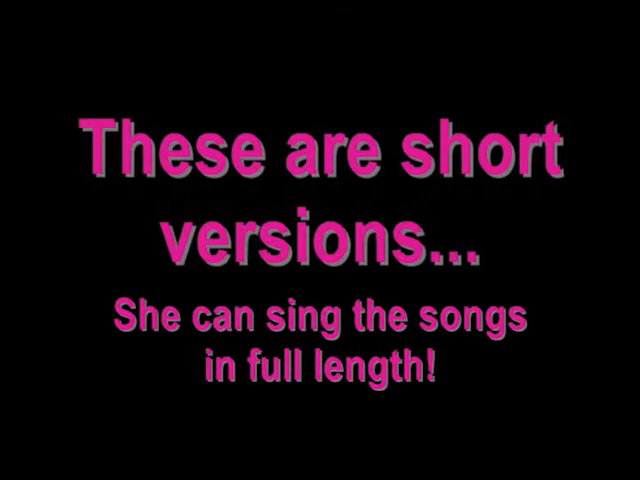 These are short
versions...
She can sing the songs
in full length!